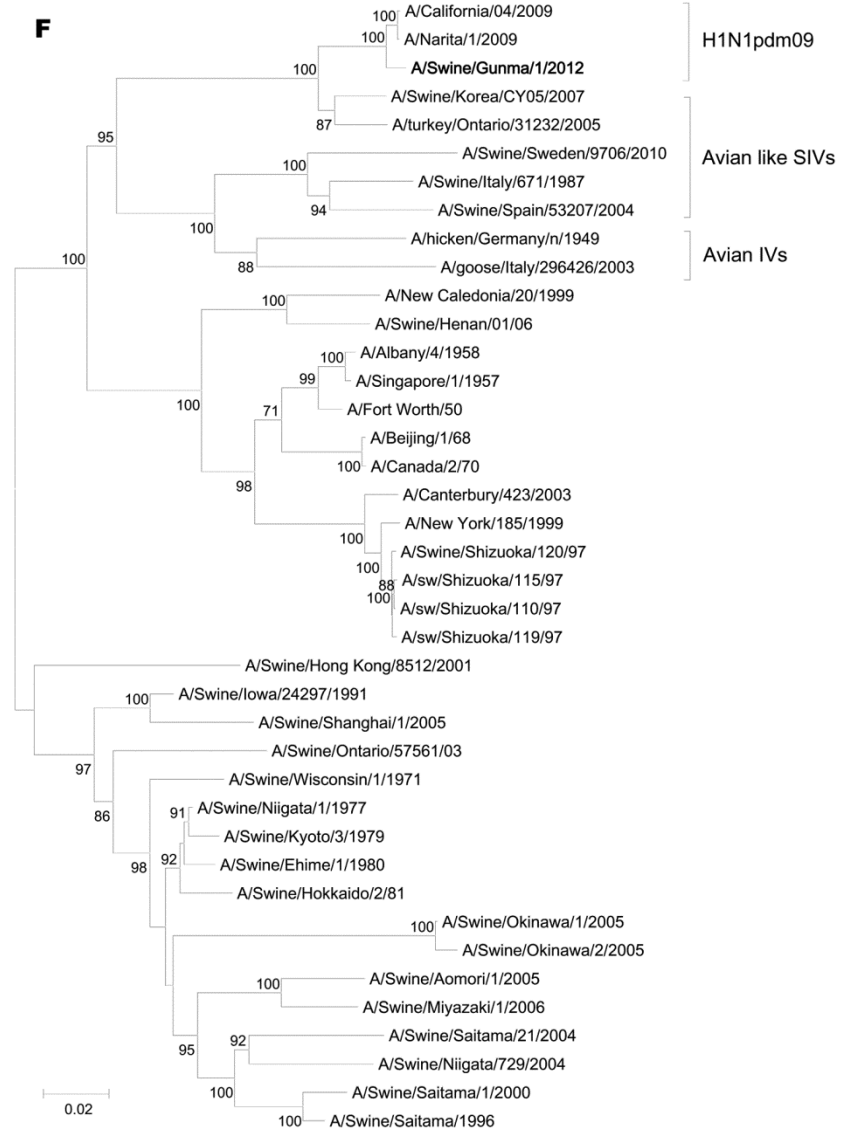 F
100
A/California/04/2009
A/Narita/1/2009
100
A/Swine/Gunma/1/2012
H1N1pdm09
100
A/Swine/Korea/CY05/2007
87
A/turkey/Ontario/31232/2005
95
A/Swine/Sweden/9706/2010
100
Avian like SIVs
A/Swine/Italy/671/1987
94
A/Swine/Spain/53207/2004
100
A/hicken/Germany/n/1949
88
A/goose/Italy/296426/2003
Avian IVs
100
A/New Caledonia/20/1999
100
A/Swine/Henan/01/06
A/Albany/4/1958
100
A/Singapore/1/1957
99
A/Fort Worth/50
100
71
A/Beijing/1/68
100
A/Canada/2/70
98
A/Canterbury/423/2003
A/New York/185/1999
100
A/Swine/Shizuoka/120/97
100
A/sw/Shizuoka/115/97
88
100
A/sw/Shizuoka/110/97
A/sw/Shizuoka/119/97
A/Swine/Hong Kong/8512/2001
100
A/Swine/Iowa/24297/1991
A/Swine/Shanghai/1/2005
97
A/Swine/Ontario/57561/03
A/Swine/Wisconsin/1/1971
86
91
A/Swine/Niigata/1/1977
A/Swine/Kyoto/3/1979
98
92
A/Swine/Ehime/1/1980
A/Swine/Hokkaido/2/81
100
A/Swine/Okinawa/1/2005
A/Swine/Okinawa/2/2005
100
A/Swine/Aomori/1/2005
A/Swine/Miyazaki/1/2006
95
92
A/Swine/Saitama/21/2004
A/Swine/Niigata/729/2004
100
A/Swine/Saitama/1/2000
100
A/Swine/Saitama/1996
0.02